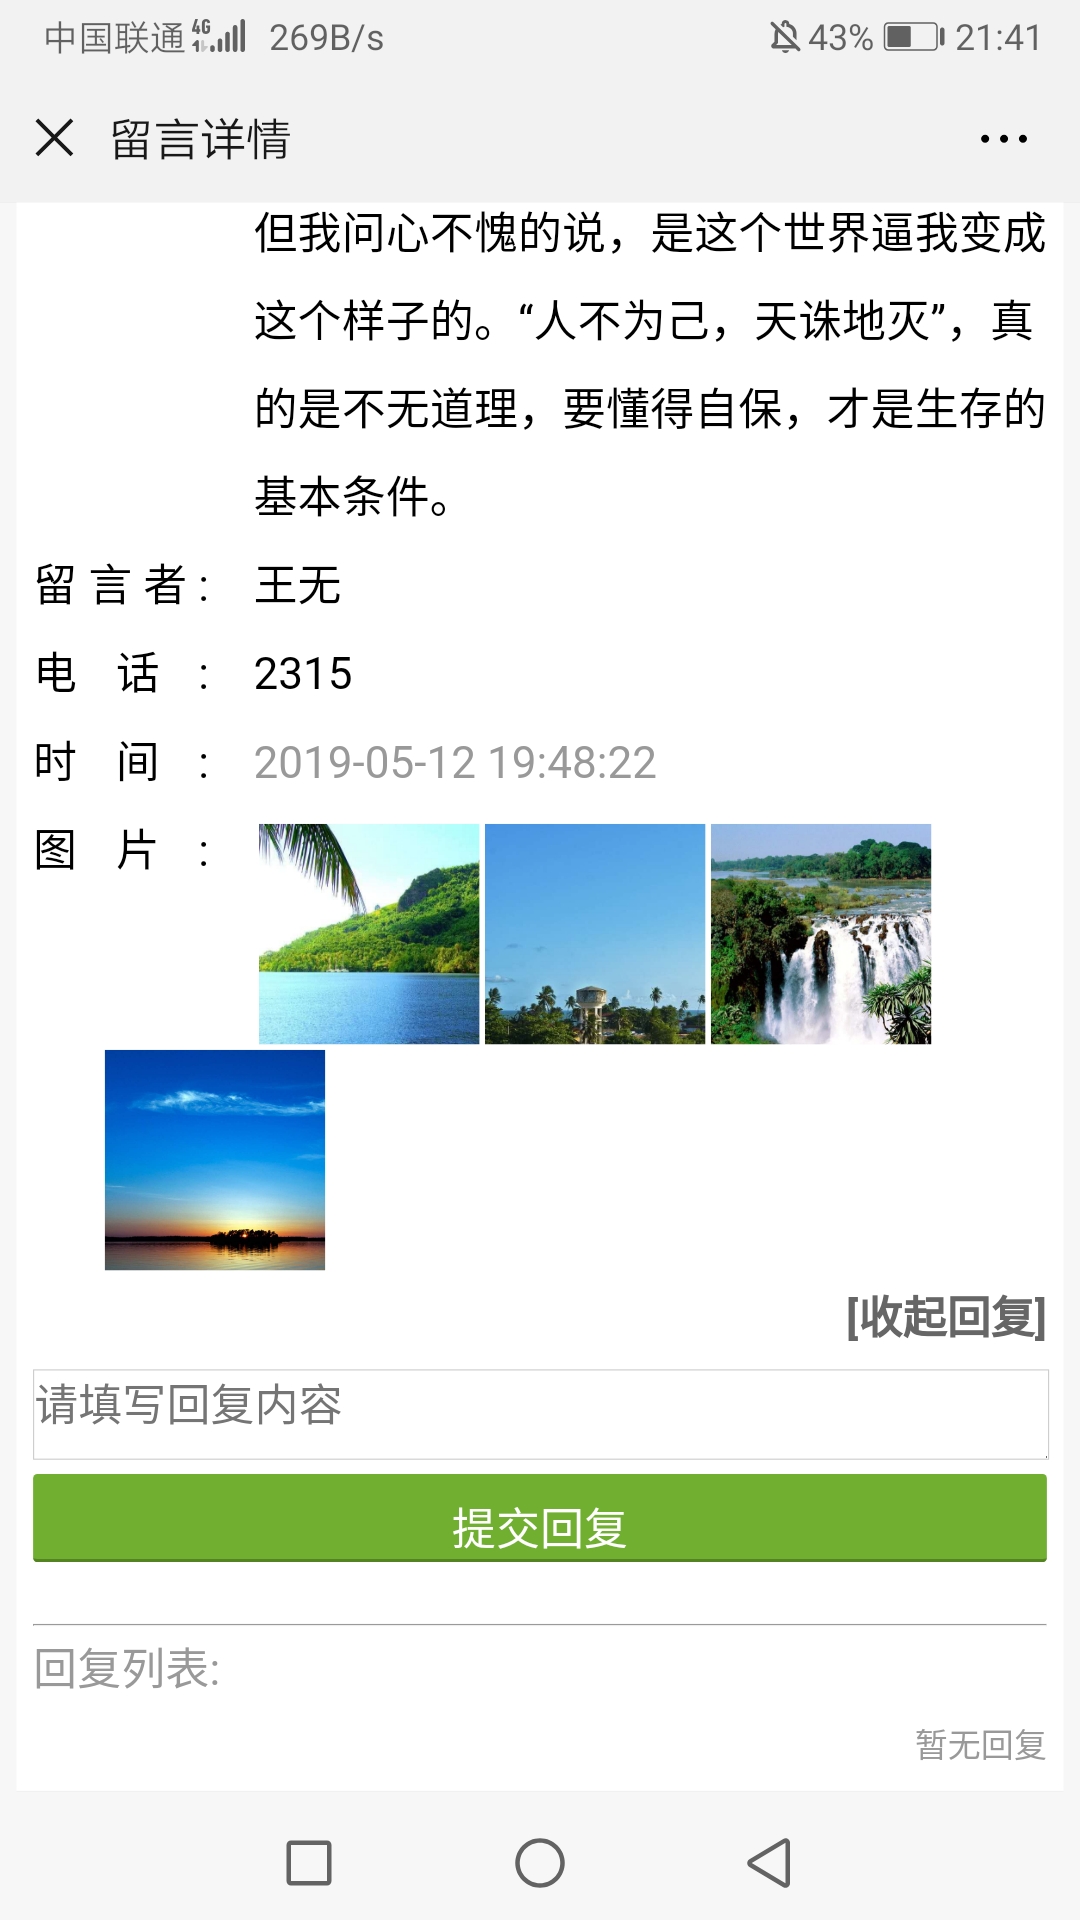 中国联通 4G 269B/s 43% 21:41
留言详情
但我问心不愧的说，是这个世界逼我变成
这个样子的。“人不为己，天诛地灭”，真
的是不无道理，要懂得自保，才是生存的
基本条件。
留言者: 王无
电话: 2315
时间: 2019-05-12 19:48:22
图片:
[收起回复]
请填写回复内容
提交回复
回复列表:
暂无回复